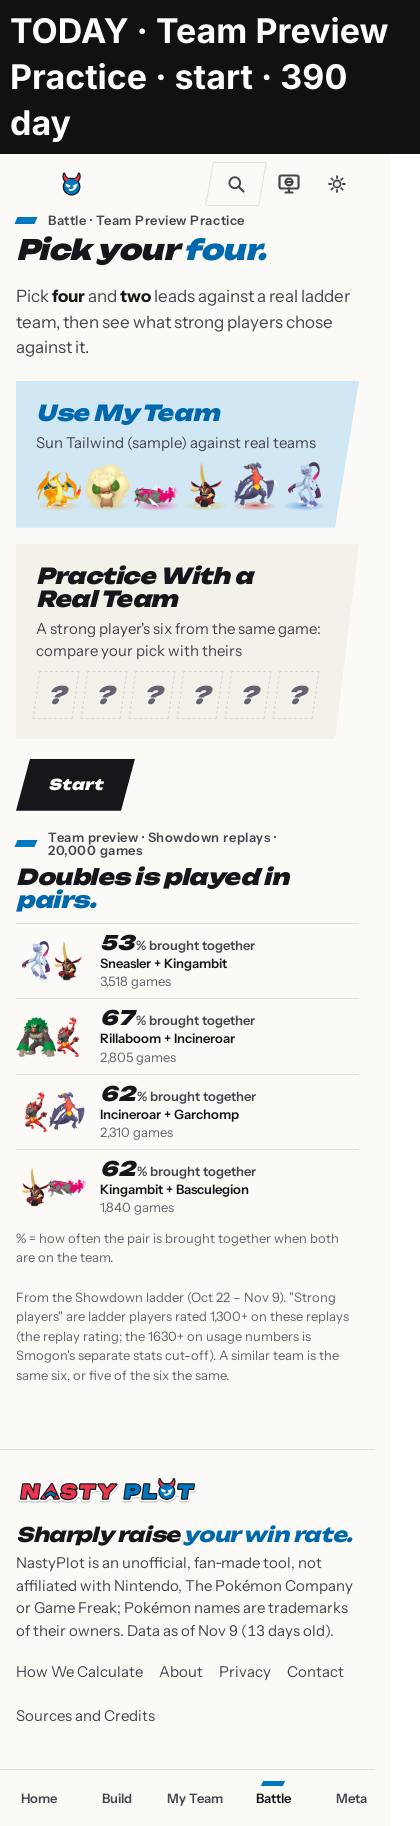 TODAY · Team Preview
Practice · start · 390
day
Battle · Team Preview Practice
Pick your four.
Pick four and two leads against a real ladder
team, then see what strong players chose
against it.
Use My Team
Sun Tailwind (sample) against real teams
Practice With a
Real Team
A strong player's six from the same game:
compare your pick with theirs
? ? ? ? ? ?
Start
Team preview · Showdown replays ·
20,000 games
Doubles is played in
pairs.
53% brought together
Sneasler + Kingambit
3,518 games
67% brought together
Rillaboom + Incineroar
2,805 games
62% brought together
Incineroar + Garchomp
2,310 games
62% brought together
Kingambit + Basculegion
1,840 games
% = how often the pair is brought together when both
are on the team.
From the Showdown ladder (Oct 22 – Nov 9). "Strong
players" are ladder players rated 1,300+ on these replays
(the replay rating; the 1630+ on usage numbers is
Smogon's separate stats cut-off). A similar team is the
same six, or five of the six the same.
NASTY PLOT
Sharply raise your win rate.
NastyPlot is an unofficial, fan-made tool, not
affiliated with Nintendo, The Pokémon Company
or Game Freak; Pokémon names are trademarks
of their owners. Data as of Nov 9 (13 days old).
How We Calculate About Privacy Contact
Sources and Credits
Home Build My Team Battle Meta